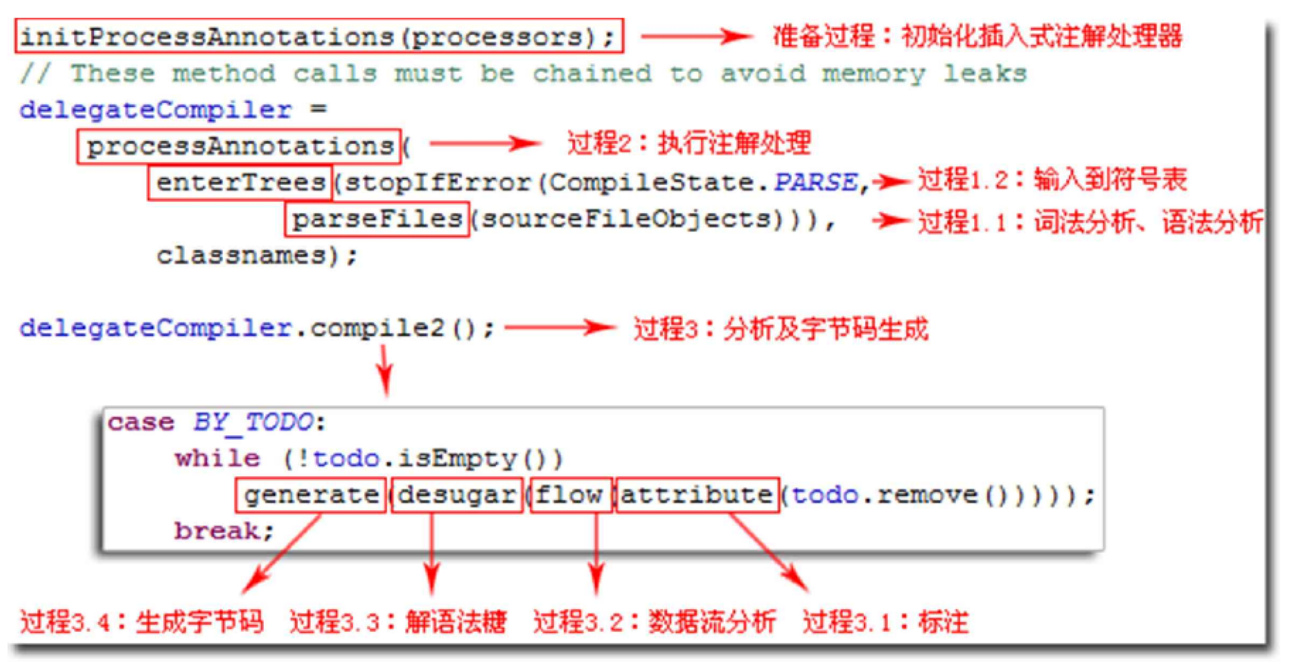 initProcessAnnotations(processors); 准备过程：初始化插入式注解处理器
// These method calls must be chained to avoid memory leaks
delegateCompiler =
processAnnotations( 过程2：执行注解处理
enterTrees(stopIfError(CompileState.PARSE, 过程1.2：输入到符号表
parseFiles(sourceFileObjects))), 过程1.1：词法分析、语法分析
classnames);
delegateCompiler.compile2(); 过程3：分析及字节码生成
case BY_TODO:
while (!todo.isEmpty())
generate(desugar(flow(attribute(todo.remove()))));
break;
过程3.4：生成字节码 过程3.3：解语法糖 过程3.2：数据流分析 过程3.1：标注